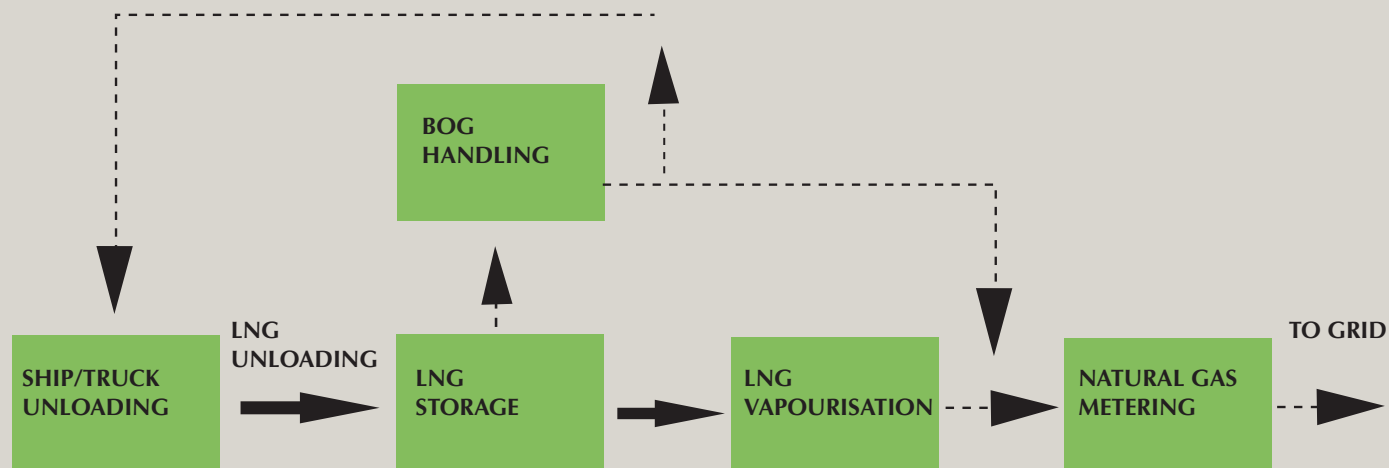 BOG
HANDLING
SHIP/TRUCK
UNLOADING
LNG
UNLOADING
LNG
STORAGE
LNG
VAPOURISATION
NATURAL GAS
METERING
TO GRID